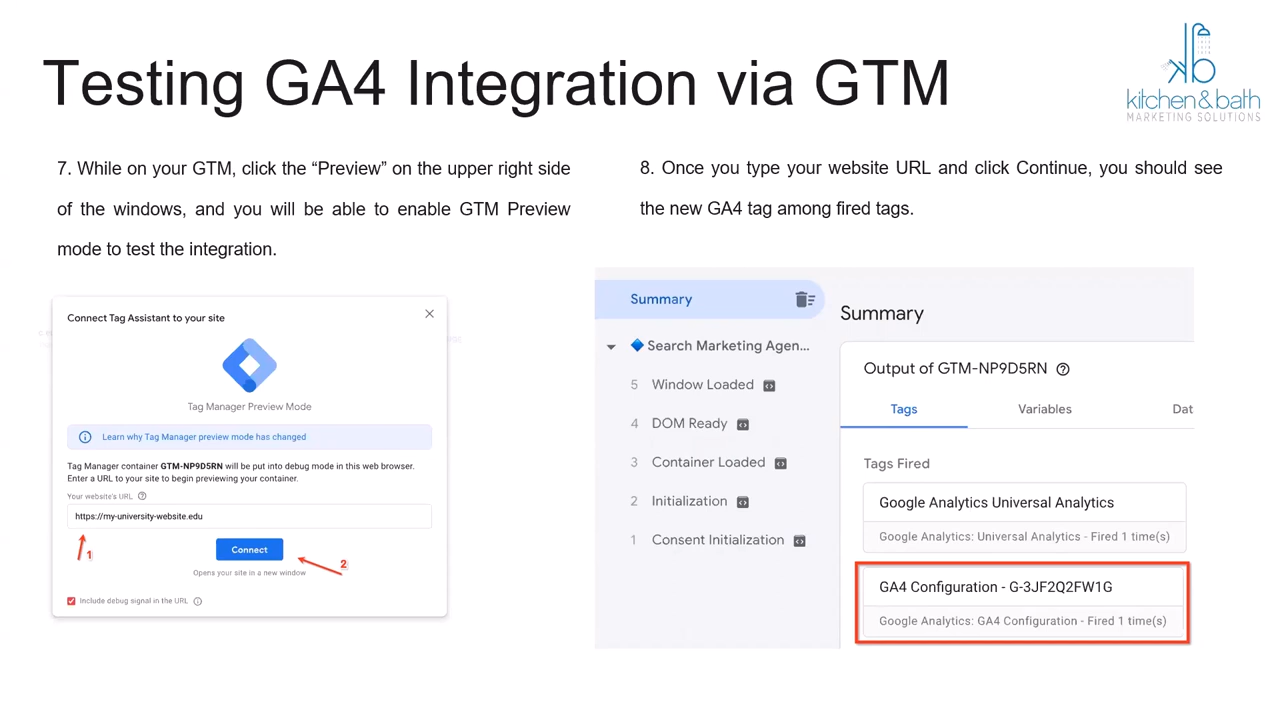 Testing GA4 Integration via GTM
kitchen&bath
MARKETING SOLUTIONS
7. While on your GTM, click the “Preview” on the upper right side
of the windows, and you will be able to enable GTM Preview
mode to test the integration.
8. Once you type your website URL and click Continue, you should see
the new GA4 tag among fired tags.
Connect Tag Assistant to your site
Tag Manager Preview Mode
Learn why Tag Manager preview mode has changed
Tag Manager container GTM-NP9D5RN will be put into debug mode in this web browser.
Enter a URL to your site to begin previewing your container.
Your website's URL
https://my-university-website.edu
1
Connect
2
Opens your site in a new window
Include debug signal in the URL
Summary
Search Marketing Agen...
5 Window Loaded
4 DOM Ready
3 Container Loaded
2 Initialization
1 Consent Initialization
Summary
Output of GTM-NP9D5RN
Tags Variables Dat
Tags Fired
Google Analytics Universal Analytics
Google Analytics: Universal Analytics - Fired 1 time(s)
GA4 Configuration - G-3JF2Q2FW1G
Google Analytics: GA4 Configuration - Fired 1 time(s)